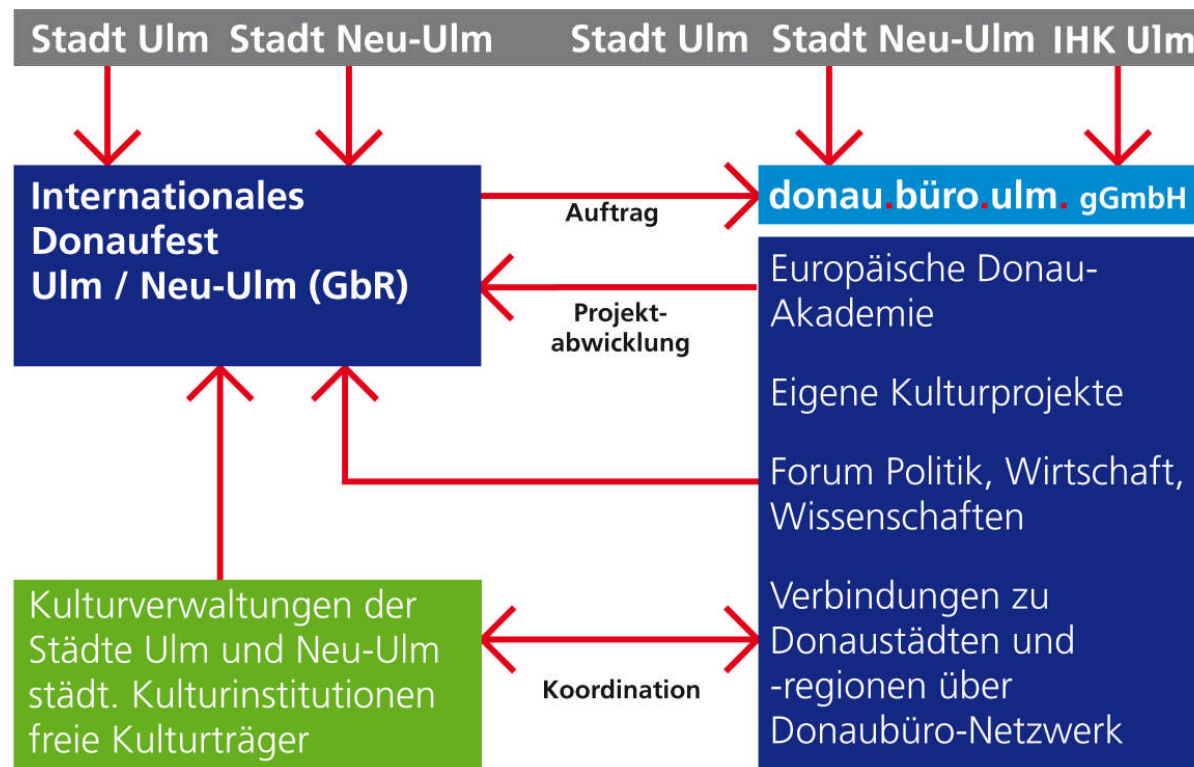 Stadt Ulm Stadt Neu-Ulm Stadt Ulm Stadt Neu-Ulm IHK Ulm
Internationales
Donaufest
Ulm / Neu-Ulm (GbR)
Auftrag
donau.büro.ulm. gGmbH
Projekt-
abwicklung
Europäische Donau-
Akademie
Eigene Kulturprojekte
Forum Politik, Wirtschaft,
Wissenschaften
Verbindungen zu
Donaustädten und
-regionen über
Donaubüro-Netzwerk
Kulturverwaltungen der
Städte Ulm und Neu-Ulm
städt. Kulturinstitutionen
freie Kulturträger
Koordination